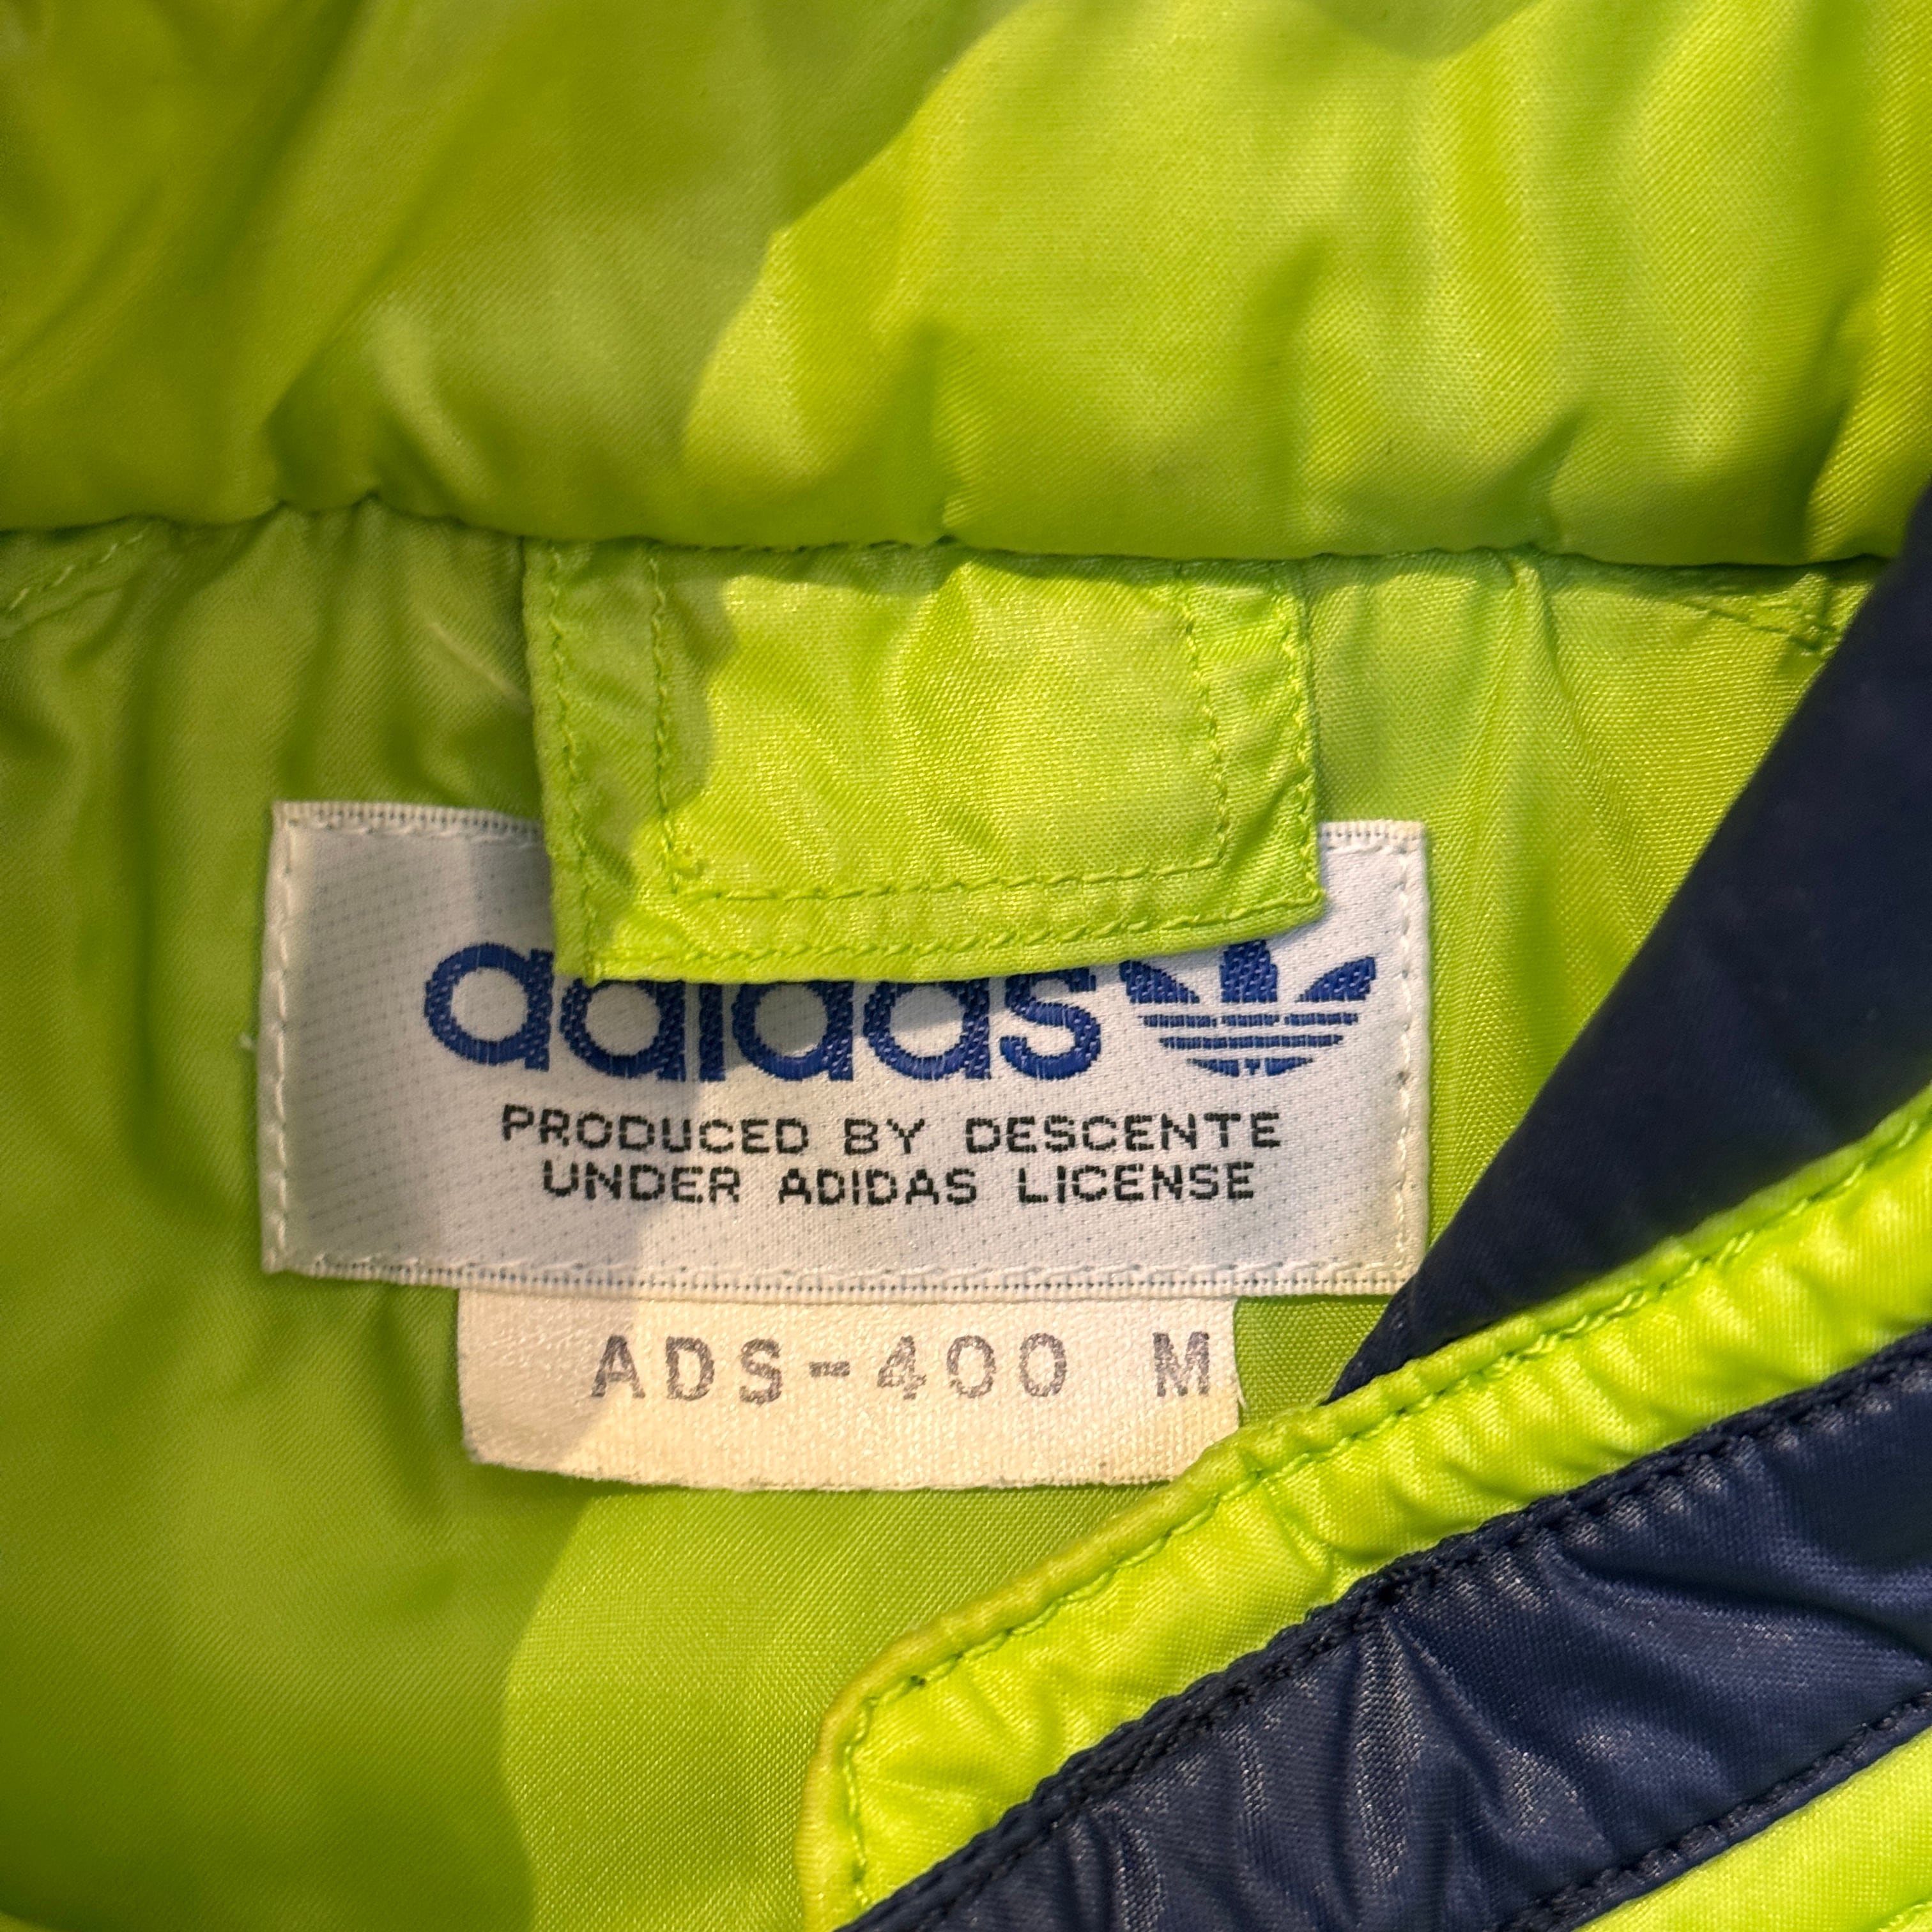 adidas
PRODUCED BY DESCENTE
UNDER ADIDAS LICENSE
ADS-400 M